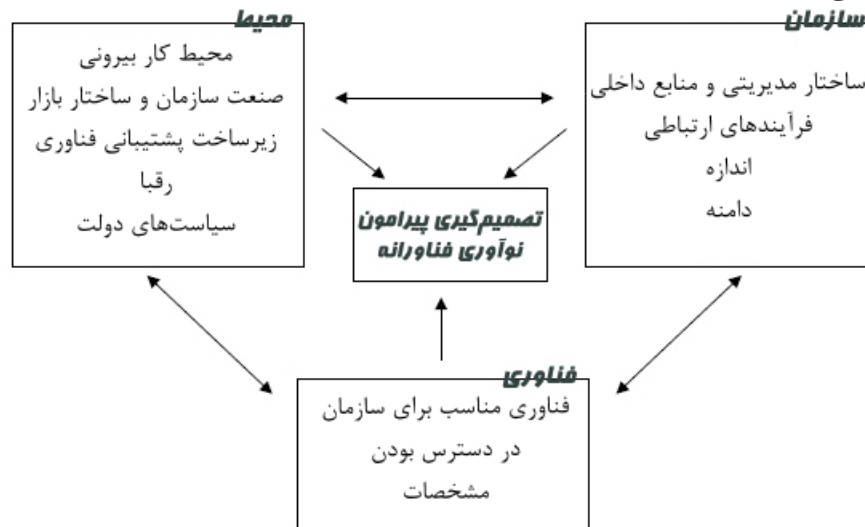 سازمان
ساختار مدیریتی و منابع داخلی
فرآیندهای ارتباطی
اندازه
دامنه
محیط
محیط کار بیرونی
صنعت سازمان و ساختار بازار
زیرساخت پشتیبانی فناوری
رقبا
سیاست‌های دولت
تصمیم‌گیری پیرامون
نوآوری فناورانه
فناوری
فناوری مناسب برای سازمان
در دسترس بودن
مشخصات